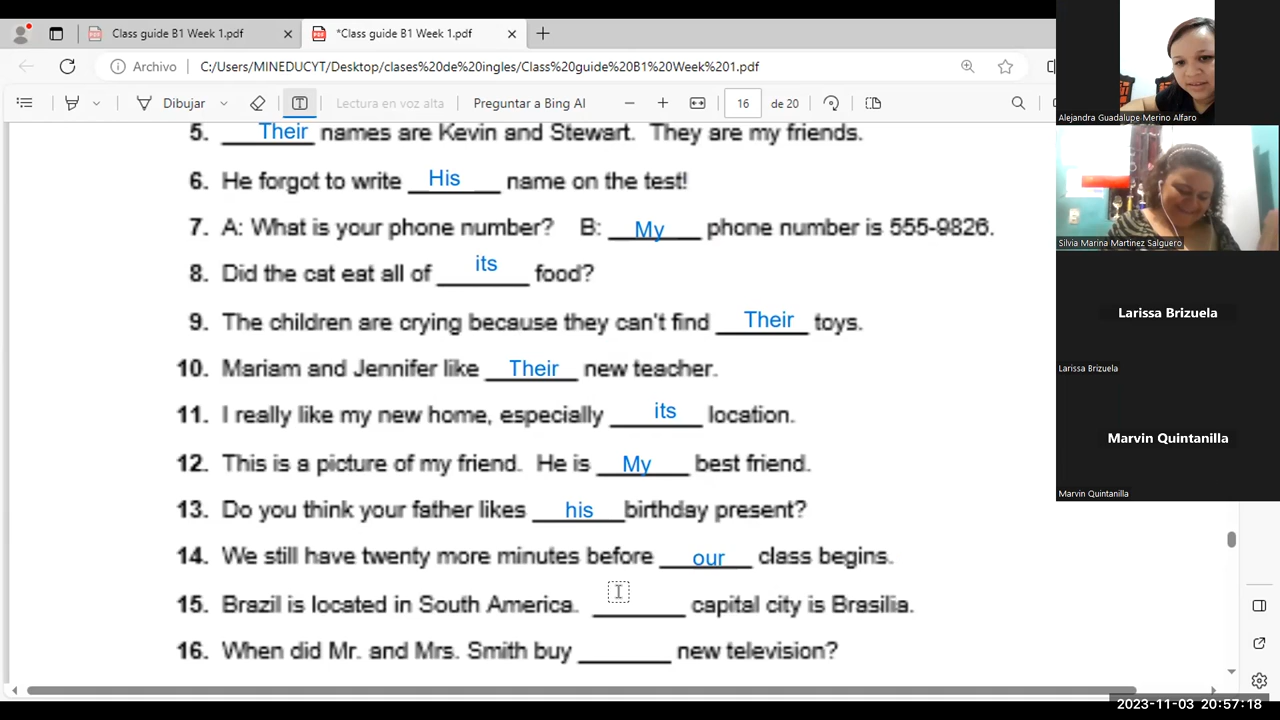 Class guide B1 Week 1.pdf
*Class guide B1 Week 1.pdf
Archivo
C:/Users/MINEDUCYT/Desktop/clases%20de%20ingles/Class%20guide%20B1%20Week%201.pdf
Dibujar
Lectura en voz alta
Preguntar a Bing AI
16
de 20
5. Their names are Kevin and Stewart. They are my friends.
6. He forgot to write His name on the test!
7. A: What is your phone number? B: My phone number is 555-9826.
8. Did the cat eat all of its food?
9. The children are crying because they can't find Their toys.
10. Mariam and Jennifer like Their new teacher.
11. I really like my new home, especially its location.
12. This is a picture of my friend. He is My best friend.
13. Do you think your father likes his birthday present?
14. We still have twenty more minutes before our class begins.
15. Brazil is located in South America. ________ capital city is Brasilia.
16. When did Mr. and Mrs. Smith buy ________ new television?
Alejandra Guadalupe Merino Alfaro
Silvia Marina Martinez Salguero
Larissa Brizuela
Larissa Brizuela
Marvin Quintanilla
Marvin Quintanilla
2023-11-03 20:57:18